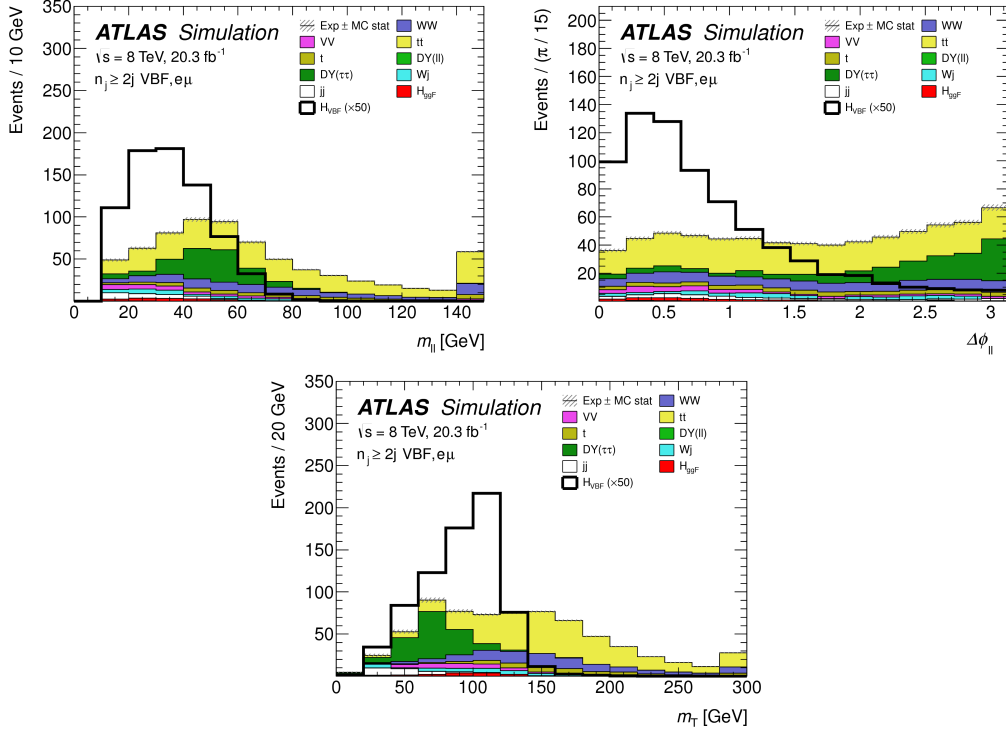 ATLAS Simulation
√s = 8 TeV, 20.3 fb⁻¹
n_j ≥ 2j VBF, eμ
Exp ± MC stat
WW
VV
tt
t
DY(ll)
DY(ττ)
Wj
jj
H_ggF
H_VBF (×50)
Events / 10 GeV
350
300
250
200
150
100
50
0
0 20 40 60 80 100 120 140
m_ll [GeV]
ATLAS Simulation
√s = 8 TeV, 20.3 fb⁻¹
n_j ≥ 2j VBF, eμ
Exp ± MC stat
WW
VV
tt
t
DY(ll)
DY(ττ)
Wj
jj
H_ggF
H_VBF (×50)
Events / (π / 15)
200
180
160
140
120
100
80
60
40
20
0 0.5 1 1.5 2 2.5 3
Δφ_ll
ATLAS Simulation
√s = 8 TeV, 20.3 fb⁻¹
n_j ≥ 2j VBF, eμ
Exp ± MC stat
WW
VV
tt
t
DY(ll)
DY(ττ)
Wj
jj
H_ggF
H_VBF (×50)
Events / 20 GeV
350
300
250
200
150
100
50
0 50 100 150 200 250 300
m_T [GeV]